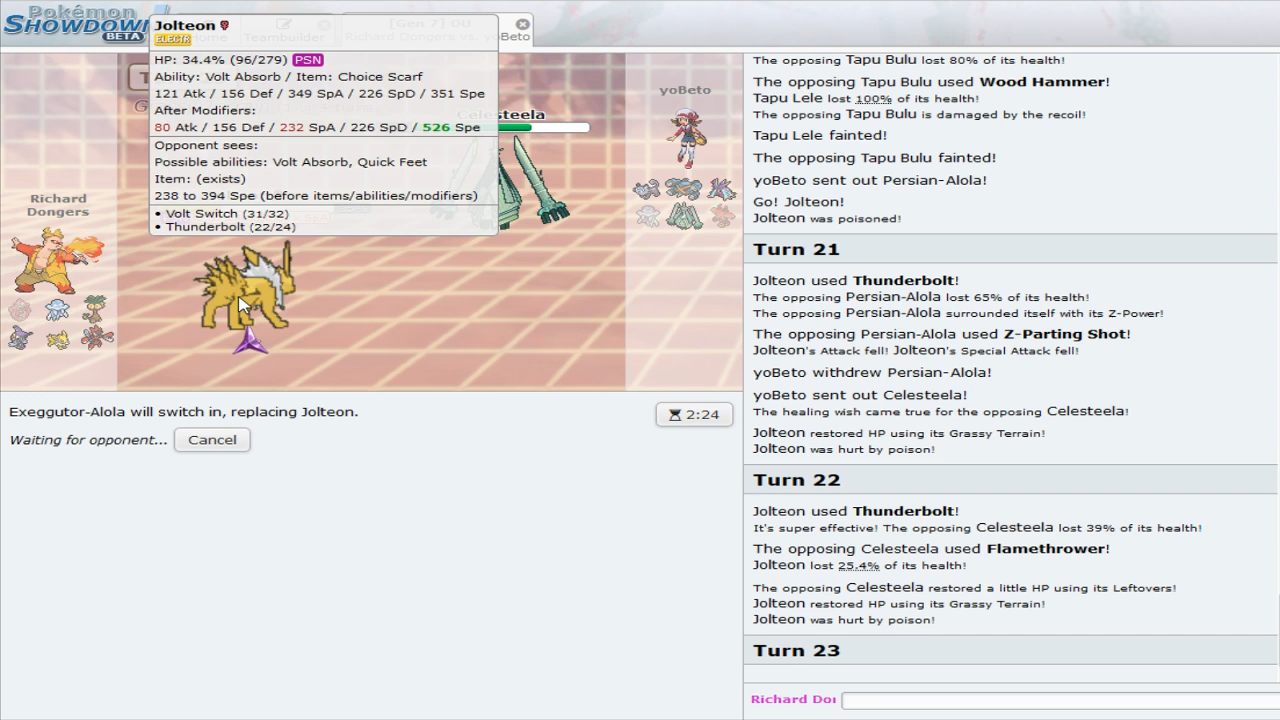 Pokémon
SHOWDOWN
BETA
Home
Teambuilder
[Gen 7] OU
Richard Dongers vs. yoBeto
Jolteon
ELECTR
HP: 34.4% (96/279) PSN
Ability: Volt Absorb / Item: Choice Scarf
121 Atk / 156 Def / 349 SpA / 226 SpD / 351 Spe
After Modifiers:
80 Atk / 156 Def / 232 SpA / 226 SpD / 526 Spe
Opponent sees:
Possible abilities: Volt Absorb, Quick Feet
Item: (exists)
238 to 394 Spe (before items/abilities/modifiers)
• Volt Switch (31/32)
• Thunderbolt (22/24)
Celesteela
yoBeto
Richard
Dongers
Exeggutor-Alola will switch in, replacing Jolteon.
2:24
Waiting for opponent... Cancel
The opposing Tapu Bulu lost 80% of its health!
The opposing Tapu Bulu used Wood Hammer!
Tapu Lele lost 100% of its health!
The opposing Tapu Bulu is damaged by the recoil!
Tapu Lele fainted!
The opposing Tapu Bulu fainted!
yoBeto sent out Persian-Alola!
Go! Jolteon!
Jolteon was poisoned!
Turn 21
Jolteon used Thunderbolt!
The opposing Persian-Alola lost 65% of its health!
The opposing Persian-Alola surrounded itself with its Z-Power!
The opposing Persian-Alola used Z-Parting Shot!
Jolteon's Attack fell! Jolteon's Special Attack fell!
yoBeto withdrew Persian-Alola!
yoBeto sent out Celesteela!
The healing wish came true for the opposing Celesteela!
Jolteon restored HP using its Grassy Terrain!
Jolteon was hurt by poison!
Turn 22
Jolteon used Thunderbolt!
It's super effective! The opposing Celesteela lost 39% of its health!
The opposing Celesteela used Flamethrower!
Jolteon lost 25.4% of its health!
The opposing Celesteela restored a little HP using its Leftovers!
Jolteon restored HP using its Grassy Terrain!
Jolteon was hurt by poison!
Turn 23
Richard Doi